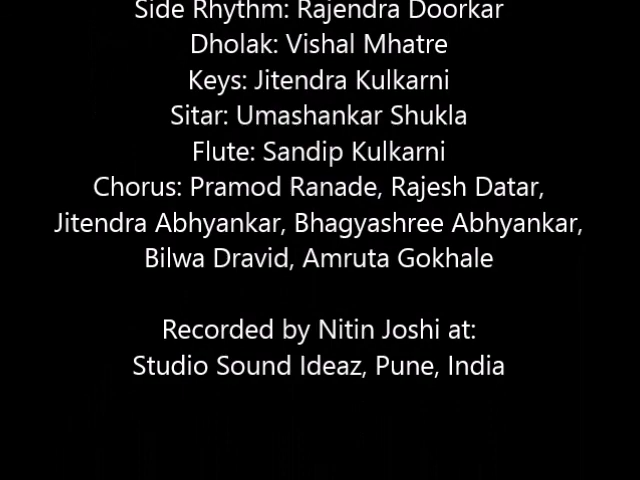 Side Rhythm: Rajendra Doorkar
Dholak: Vishal Mhatre
Keys: Jitendra Kulkarni
Sitar: Umashankar Shukla
Flute: Sandip Kulkarni
Chorus: Pramod Ranade, Rajesh Datar,
Jitendra Abhyankar, Bhagyashree Abhyankar,
Bilwa Dravid, Amruta Gokhale
Recorded by Nitin Joshi at:
Studio Sound Ideaz, Pune, India